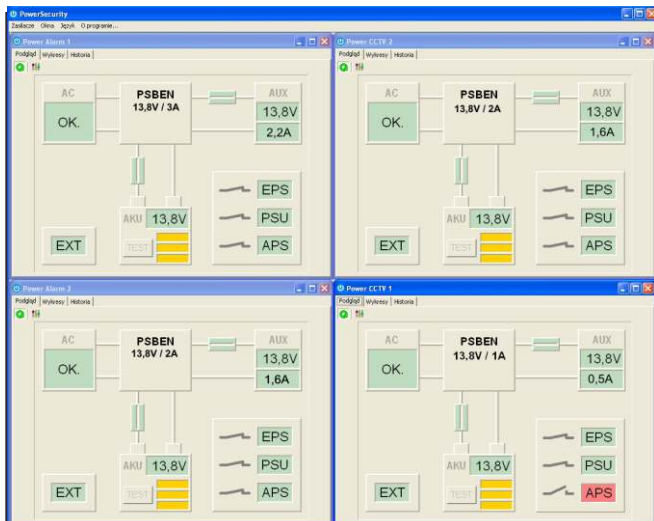 PowerSecurity
Zasilacze Okna Język O programie...
Power Alarm 1
Podgląd Wykresy Historia
AC
OK.
PSBEN
13,8V / 3A
AUX
13,8V
2,2A
AKU 13,8V
TEST
EXT
EPS
PSU
APS
Power CCTV 2
Podgląd Wykresy Historia
AC
OK.
PSBEN
13,8V / 2A
AUX
13,8V
1,6A
AKU 13,8V
TEST
EXT
EPS
PSU
APS
Power Alarm 2
Podgląd Wykresy Historia
AC
OK.
PSBEN
13,8V / 2A
AUX
13,8V
1,6A
AKU 13,8V
TEST
EXT
EPS
PSU
APS
Power CCTV 1
Podgląd Wykresy Historia
AC
OK.
PSBEN
13,8V / 1A
AUX
13,8V
0,5A
AKU 13,8V
TEST
EXT
EPS
PSU
APS